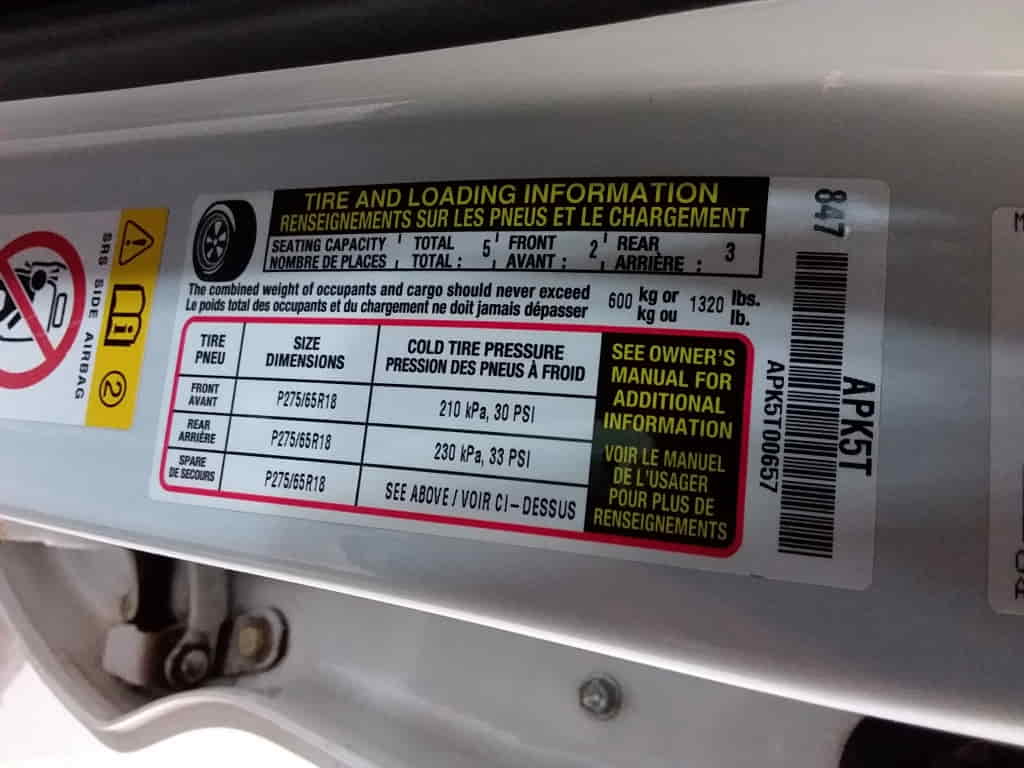 TIRE AND LOADING INFORMATION
RENSEIGNEMENTS SUR LES PNEUS ET LE CHARGEMENT
SEATING CAPACITY TOTAL 5 FRONT 2 REAR 3
NOMBRE DE PLACES TOTAL : AVANT : ARRIÈRE :
The combined weight of occupants and cargo should never exceed 600 kg or 1320 lbs.
Le poids total des occupants et du chargement ne doit jamais dépasser kg ou lb.
TIRE SIZE COLD TIRE PRESSURE
PNEU DIMENSIONS PRESSION DES PNEUS À FROID
FRONT
AVANT P275/65R18 210 kPa, 30 PSI
REAR
ARRIÈRE P275/65R18 230 kPa, 33 PSI
SPARE
DE SECOURS P275/65R18 SEE ABOVE / VOIR CI–DESSUS
SEE OWNER'S
MANUAL FOR
ADDITIONAL
INFORMATION
VOIR LE MANUEL
DE L'USAGER
POUR PLUS DE
RENSEIGNEMENTS
847
APK5T
APK5T00657
SRS SIDE AIRBAG
2